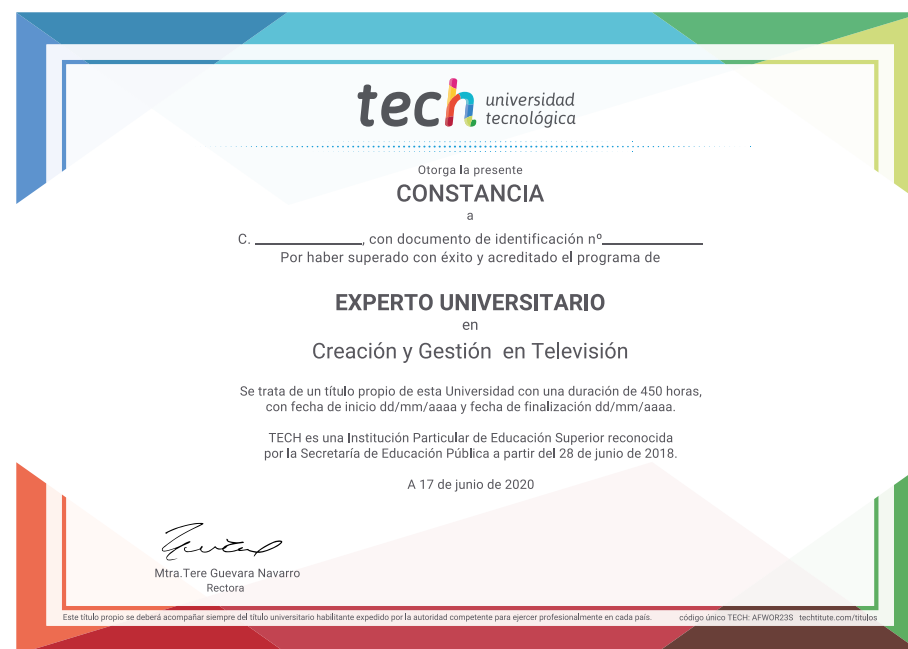 tech universidad
tecnológica
Otorga la presente
CONSTANCIA
a
C. ____________, con documento de identificación nº____________
Por haber superado con éxito y acreditado el programa de
EXPERTO UNIVERSITARIO
en
Creación y Gestión en Televisión
Se trata de un título propio de esta Universidad con una duración de 450 horas,
con fecha de inicio dd/mm/aaaa y fecha de finalización dd/mm/aaaa.
TECH es una Institución Particular de Educación Superior reconocida
por la Secretaría de Educación Pública a partir del 28 de junio de 2018.
A 17 de junio de 2020
Mtra.Tere Guevara Navarro
Rectora
Este título propio se deberá acompañar siempre del título universitario habilitante expedido por la autoridad competente para ejercer profesionalmente en cada país. código único TECH: AFWOR23S techtitute.com/titulos